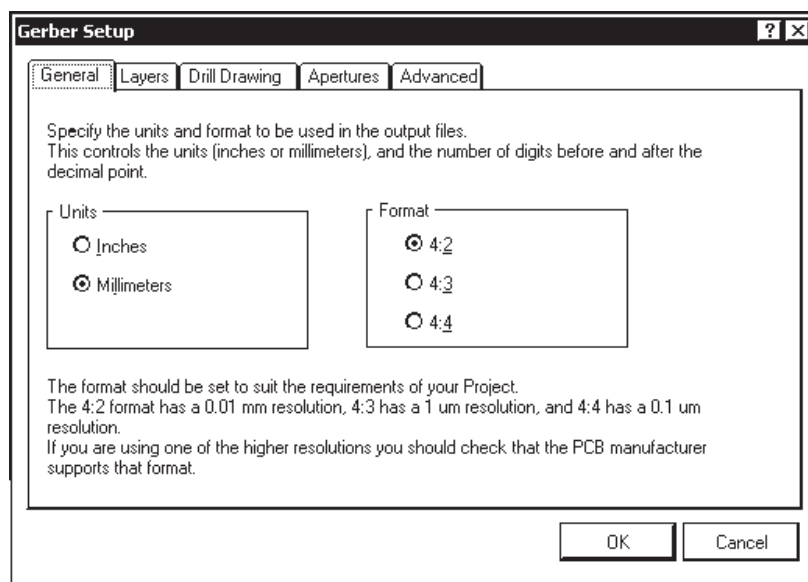 Gerber Setup
General Layers Drill Drawing Apertures Advanced
Specify the units and format to be used in the output files.
This controls the units (inches or millimeters), and the number of digits before and after the
decimal point.
Units
Inches
Millimeters
Format
4:2
4:3
4:4
The format should be set to suit the requirements of your Project.
The 4:2 format has a 0.01 mm resolution, 4:3 has a 1 um resolution, and 4:4 has a 0.1 um
resolution.
If you are using one of the higher resolutions you should check that the PCB manufacturer
supports that format.
OK Cancel